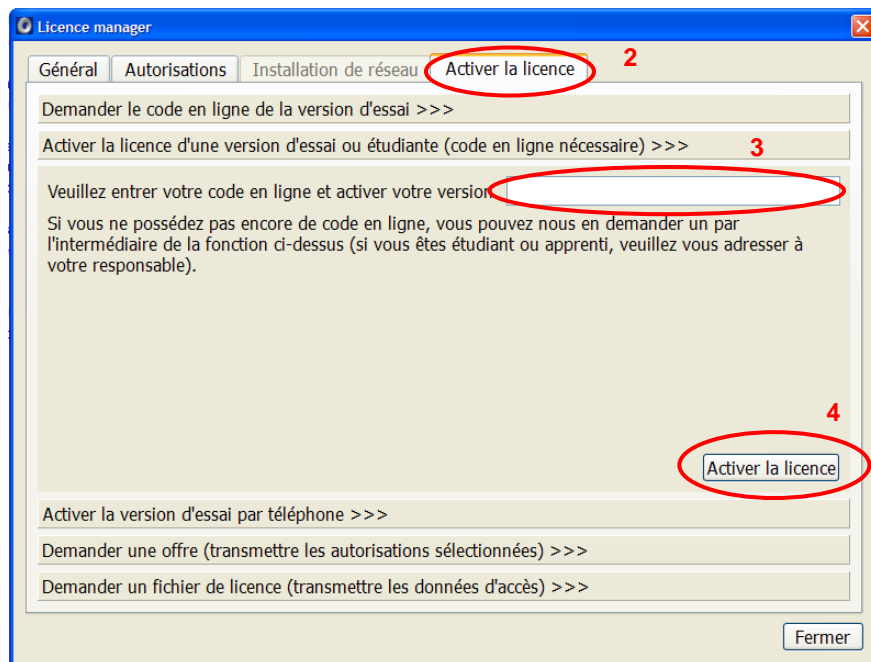 Licence manager
Général Autorisations Installation de réseau Activer la licence 2
Demander le code en ligne de la version d'essai >>>
Activer la licence d'une version d'essai ou étudiante (code en ligne nécessaire) >>> 3
Veuillez entrer votre code en ligne et activer votre version
Si vous ne possédez pas encore de code en ligne, vous pouvez nous en demander un par
l'intermédiaire de la fonction ci-dessus (si vous êtes étudiant ou apprenti, veuillez vous adresser à
votre responsable).
4
Activer la licence
Activer la version d'essai par téléphone >>>
Demander une offre (transmettre les autorisations sélectionnées) >>>
Demander un fichier de licence (transmettre les données d'accès) >>>
Fermer